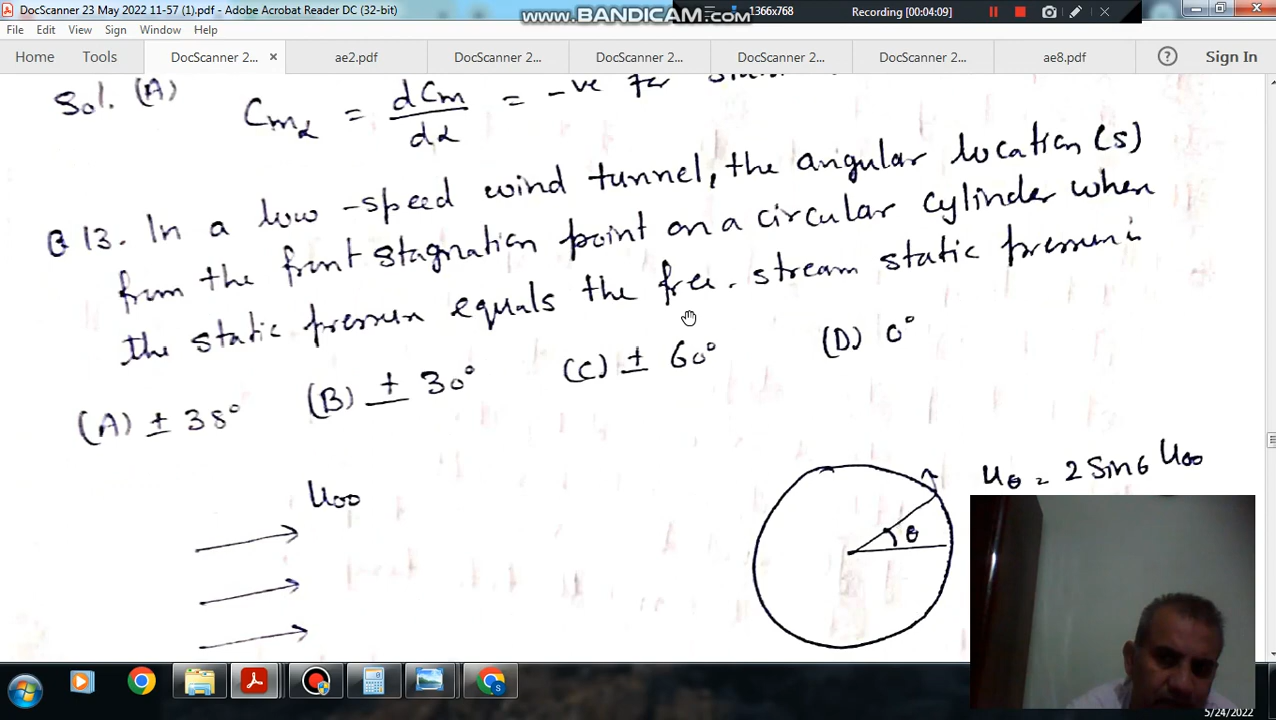 DocScanner 23 May 2022 11-57 (1).pdf - Adobe Acrobat Reader DC (32-bit)
www.BANDICAM.com
1366x768
Recording [00:04:09]
File Edit View Sign Window Help
Home Tools DocScanner 2... × ae2.pdf DocScanner 2... DocScanner 2... DocScanner 2... DocScanner 2... ae8.pdf ? Sign In
Sol. (A) Cmα = dCm/dα = -ve for
Q 13. In a low-speed wind tunnel, the angular location(s)
from the front stagnation point on a circular cylinder when
the static pressure equals the free-stream static pressure is
(A) ± 38° (B) ± 30° (C) ± 60° (D) 0°
U∞
θ
uθ = 2 Sinθ U∞
5/24/2022